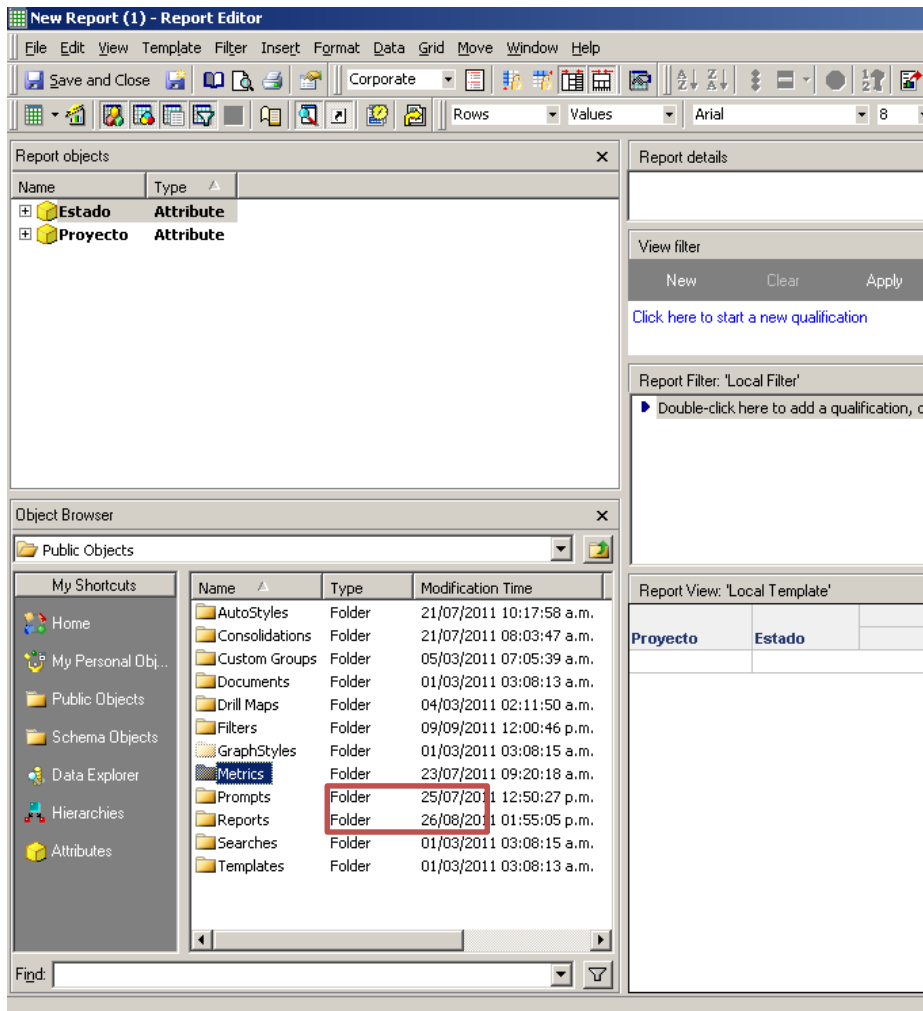 New Report (1) - Report Editor
File Edit View Template Filter Insert Format Data Grid Move Window Help
Save and Close Corporate
Rows Values Arial 8
Report objects
Name Type
Estado Attribute
Proyecto Attribute
Report details
View filter
New Clear Apply
Click here to start a new qualification
Report Filter: 'Local Filter'
Double-click here to add a qualification,
Object Browser
Public Objects
My Shortcuts
Home
My Personal Obj...
Public Objects
Schema Objects
Data Explorer
Hierarchies
Attributes
Name Type Modification Time
AutoStyles Folder 21/07/2011 10:17:58 a.m.
Consolidations Folder 21/07/2011 08:03:47 a.m.
Custom Groups Folder 05/03/2011 07:05:39 a.m.
Documents Folder 01/03/2011 03:08:13 a.m.
Drill Maps Folder 04/03/2011 02:11:50 a.m.
Filters Folder 09/09/2011 12:00:46 p.m.
GraphStyles Folder 01/03/2011 03:08:15 a.m.
Metrics Folder 23/07/2011 09:20:18 a.m.
Prompts Folder 25/07/2011 12:50:27 p.m.
Reports Folder 26/08/2011 01:55:05 p.m.
Searches Folder 01/03/2011 03:08:15 a.m.
Templates Folder 01/03/2011 03:08:13 a.m.
Find:
Report View: 'Local Template'
Proyecto Estado